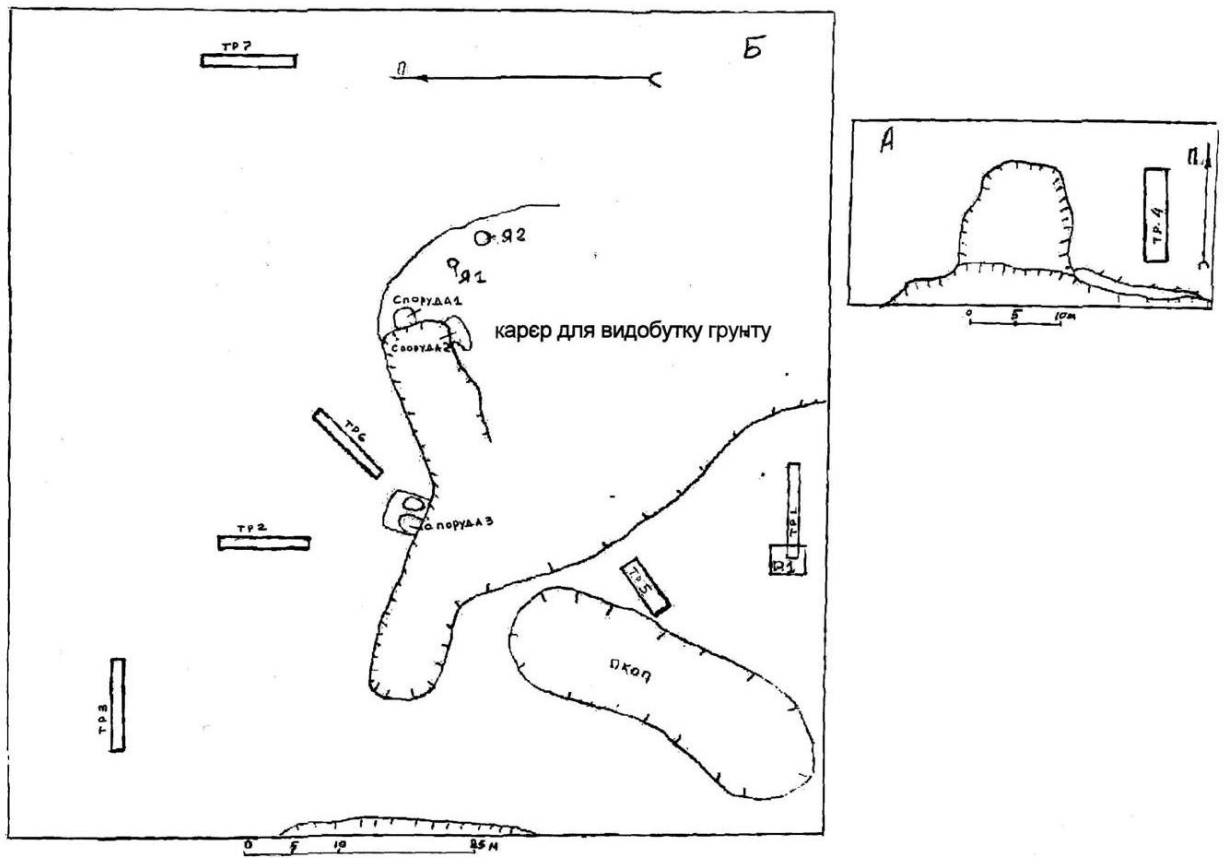 ТР7
Б
П
А
П
ТР.4
Я2
Я1
СПОРУДА1
СПОРУДА2
карєр для видобутку грунту
0 5 10м
ТР6
СПОРУДА3
ТР2
ТР1
Р1
ТР5
ПКОП
ТР3
0 5 10 25М